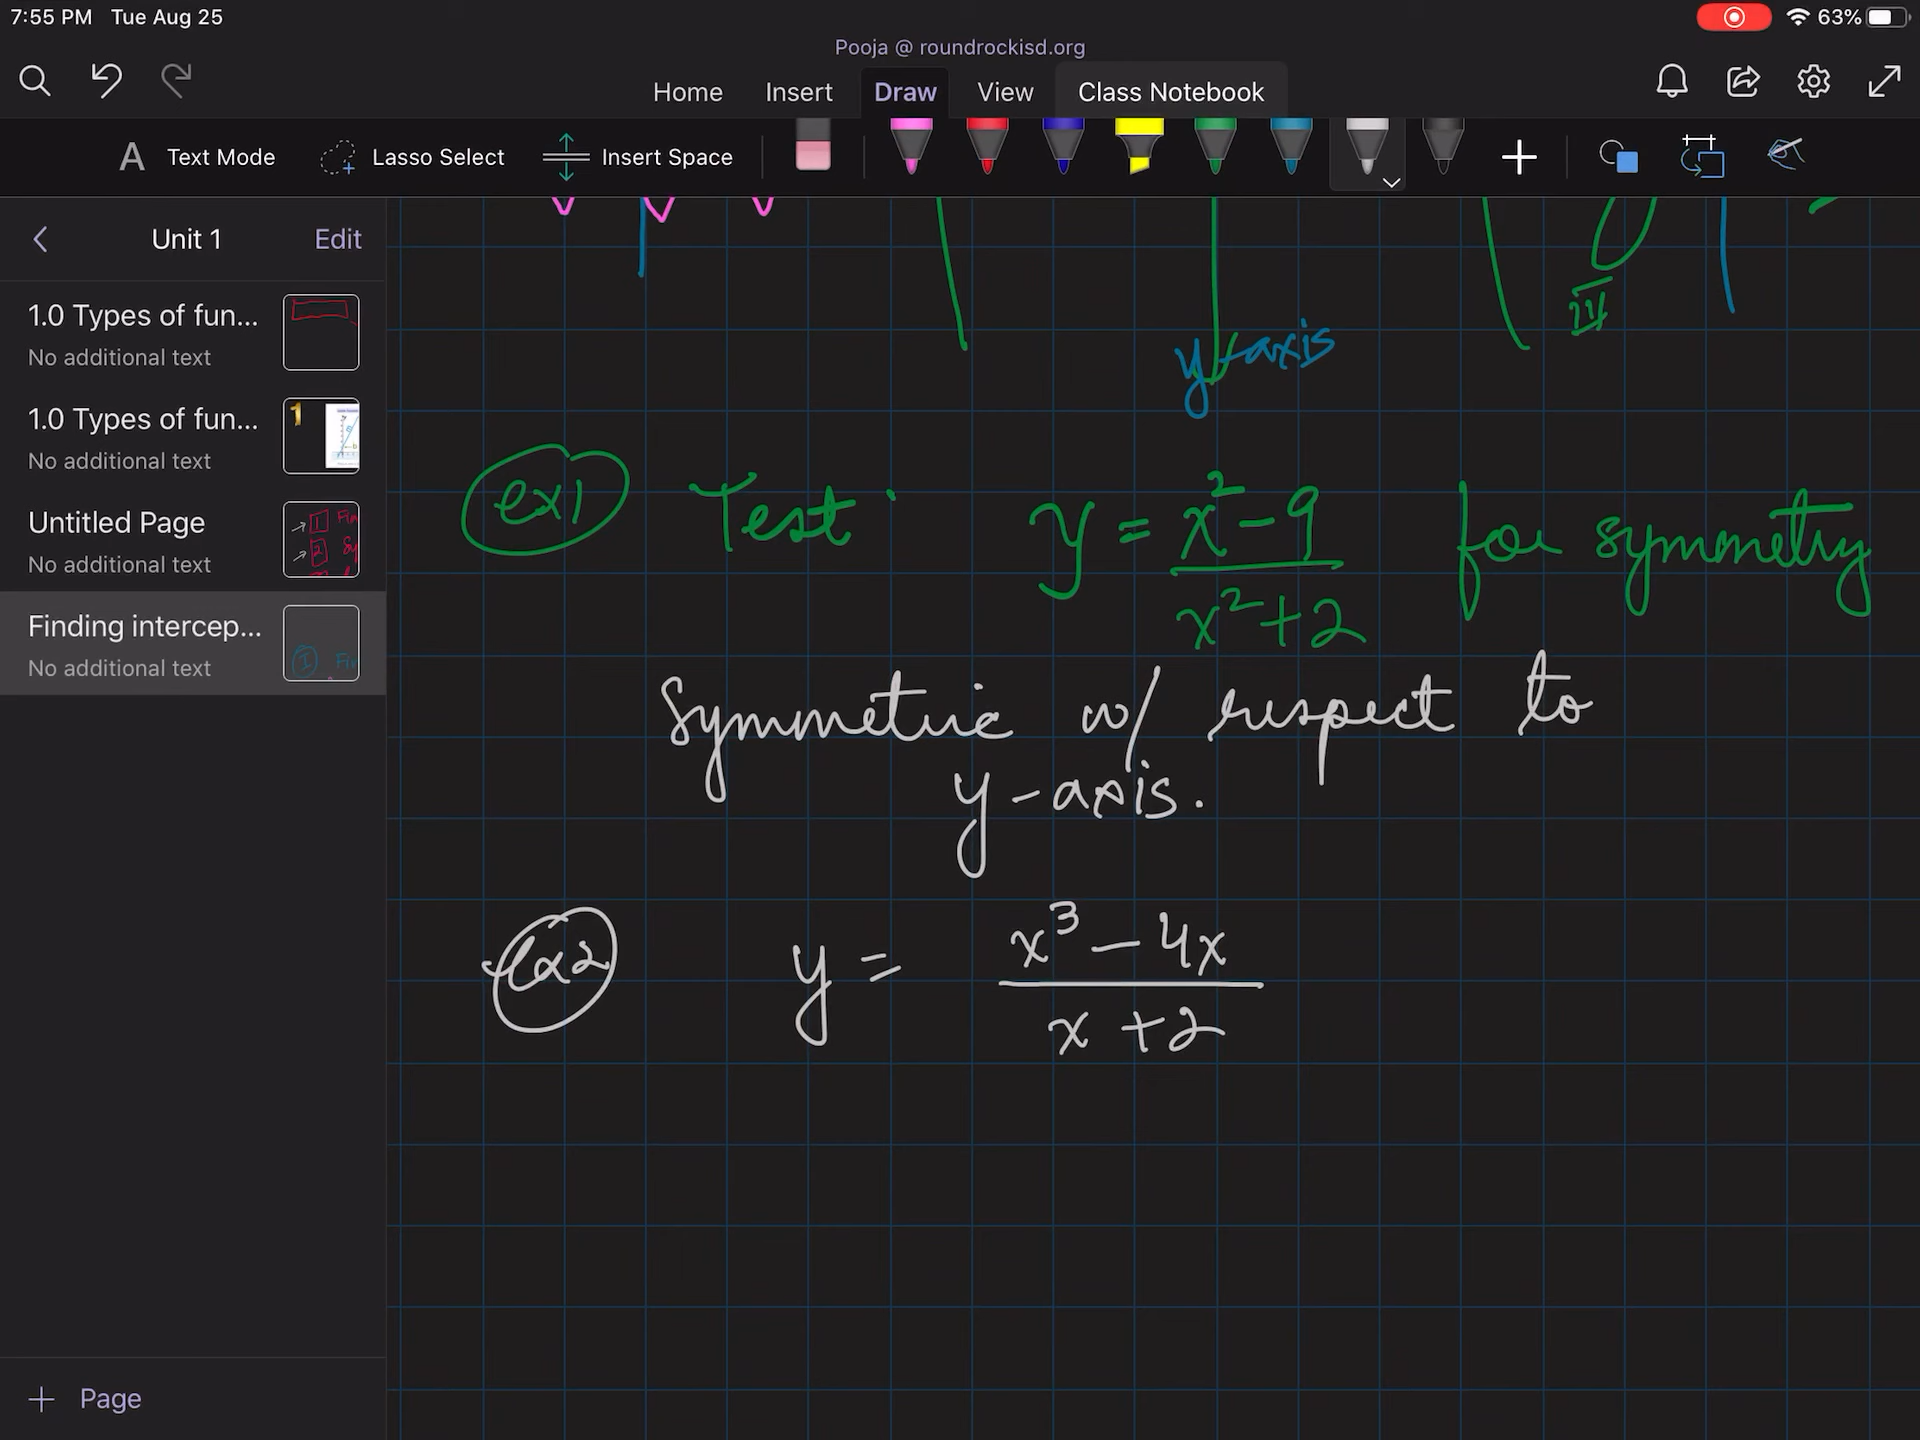 7:55 PM Tue Aug 25
63%
Pooja @ roundrockisd.org
Home Insert Draw View Class Notebook
A Text Mode Lasso Select Insert Space
Unit 1 Edit
1.0 Types of fun...
No additional text
1.0 Types of fun...
No additional text
Untitled Page
No additional text
Finding intercep...
No additional text
+ Page
y-axis
ex1 Test: y = (x²-9)/(x²+2) for symmetry
Symmetric w/ respect to
y-axis.
ex2 y = (x³-4x)/(x+2)